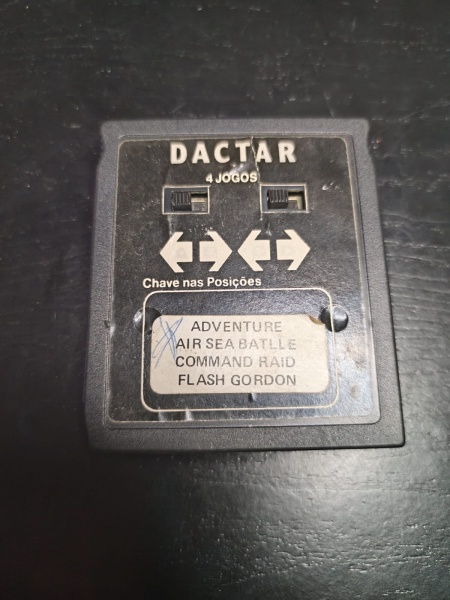 DACTAR
4 JOGOS
Chave nas Posições
ADVENTURE
AIR SEA BATLLE
COMMAND RAID
FLASH GORDON